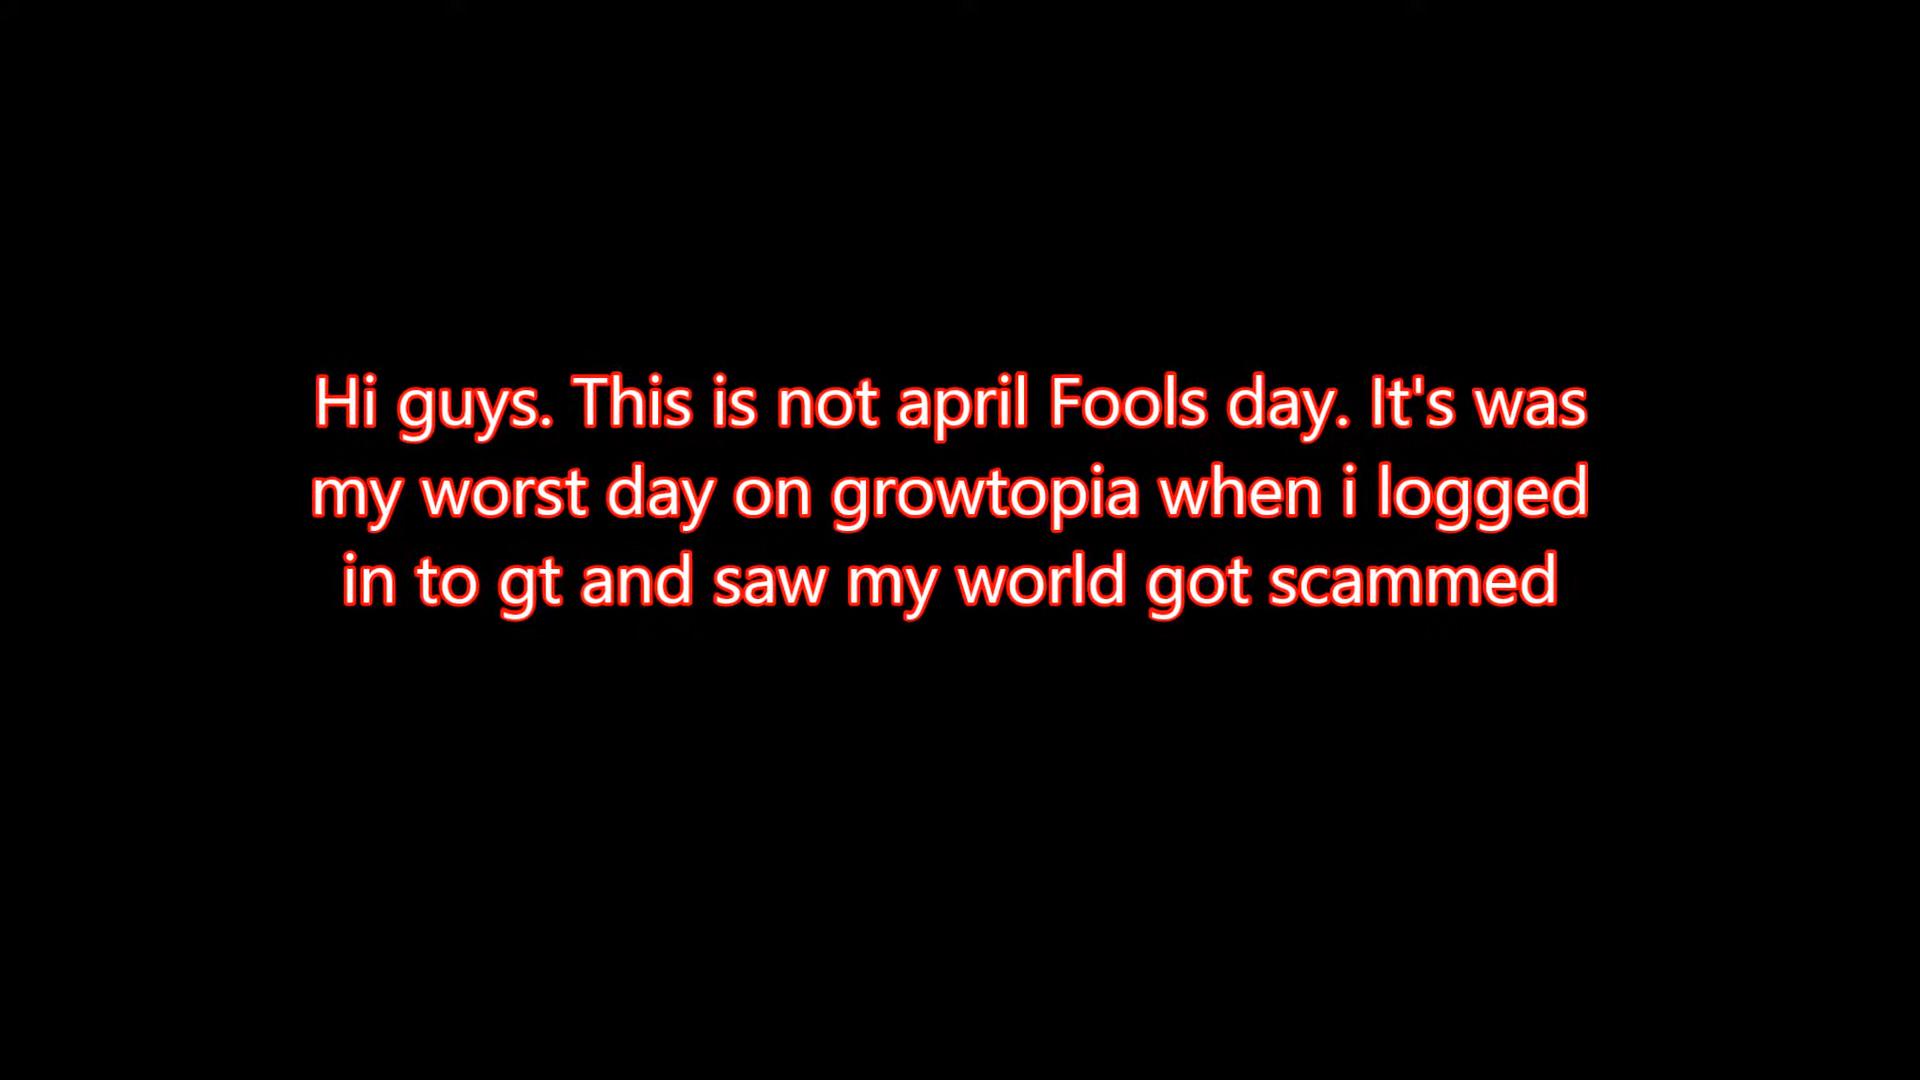 Hi guys. This is not april Fools day. It's was
my worst day on growtopia when i logged
in to gt and saw my world got scammed